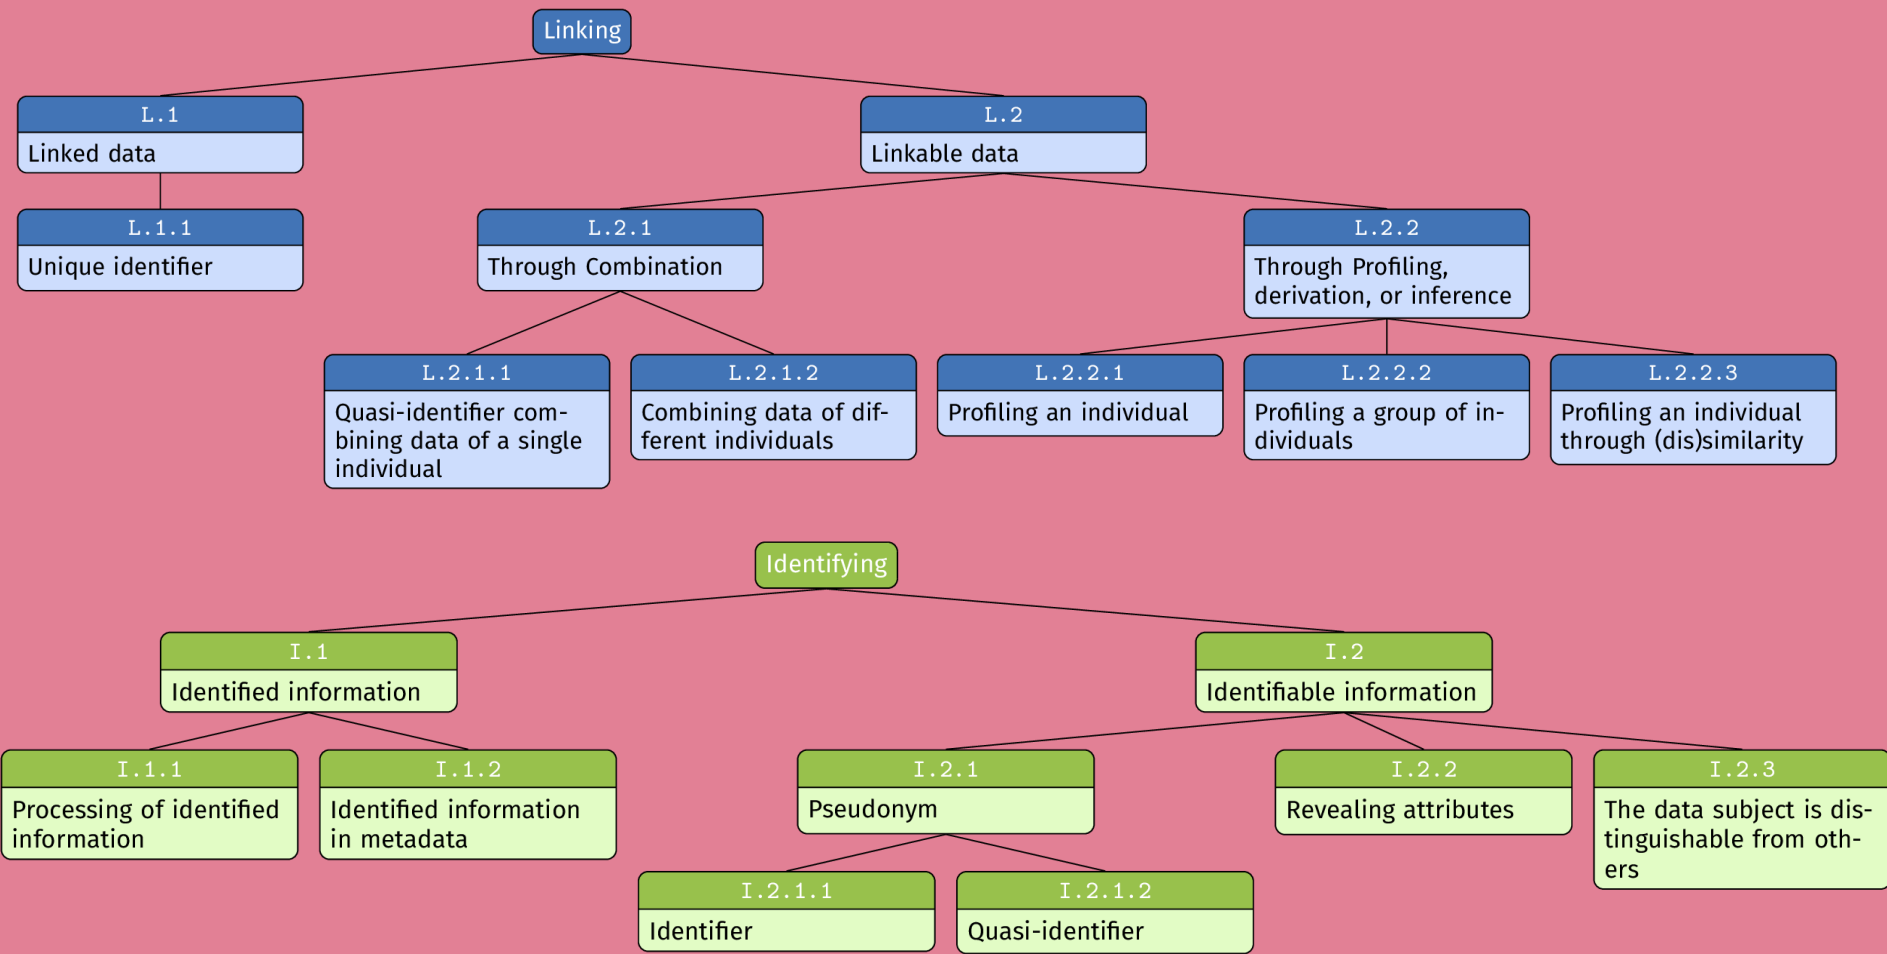 Linking
L.1
Linked data
L.2
Linkable data
L.1.1
Unique identifier
L.2.1
Through Combination
L.2.2
Through Profiling,
derivation, or inference
L.2.1.1
Quasi-identifier com-
bining data of a single
individual
L.2.1.2
Combining data of dif-
ferent individuals
L.2.2.1
Profiling an individual
L.2.2.2
Profiling a group of in-
dividuals
L.2.2.3
Profiling an individual
through (dis)similarity
Identifying
I.1
Identified information
I.2
Identifiable information
I.1.1
Processing of identified
information
I.1.2
Identified information
in metadata
I.2.1
Pseudonym
I.2.2
Revealing attributes
I.2.3
The data subject is dis-
tinguishable from oth-
ers
I.2.1.1
Identifier
I.2.1.2
Quasi-identifier